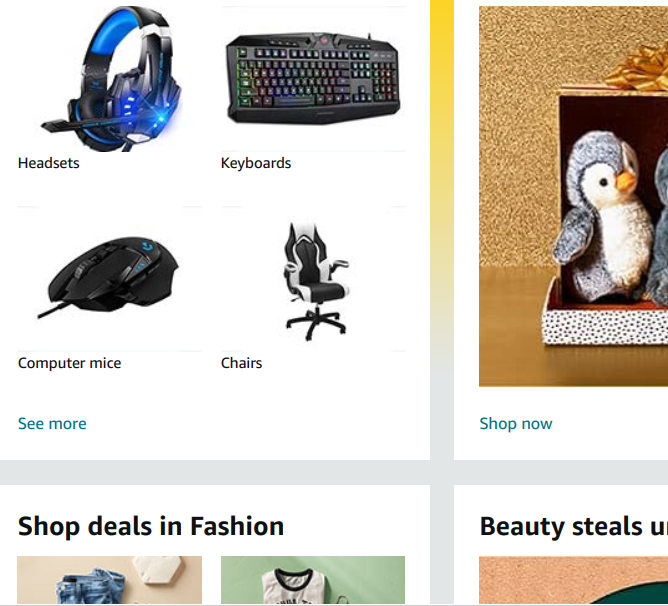 Headsets
Keyboards
Computer mice
Chairs
See more
Shop now
Shop deals in Fashion
Beauty steals